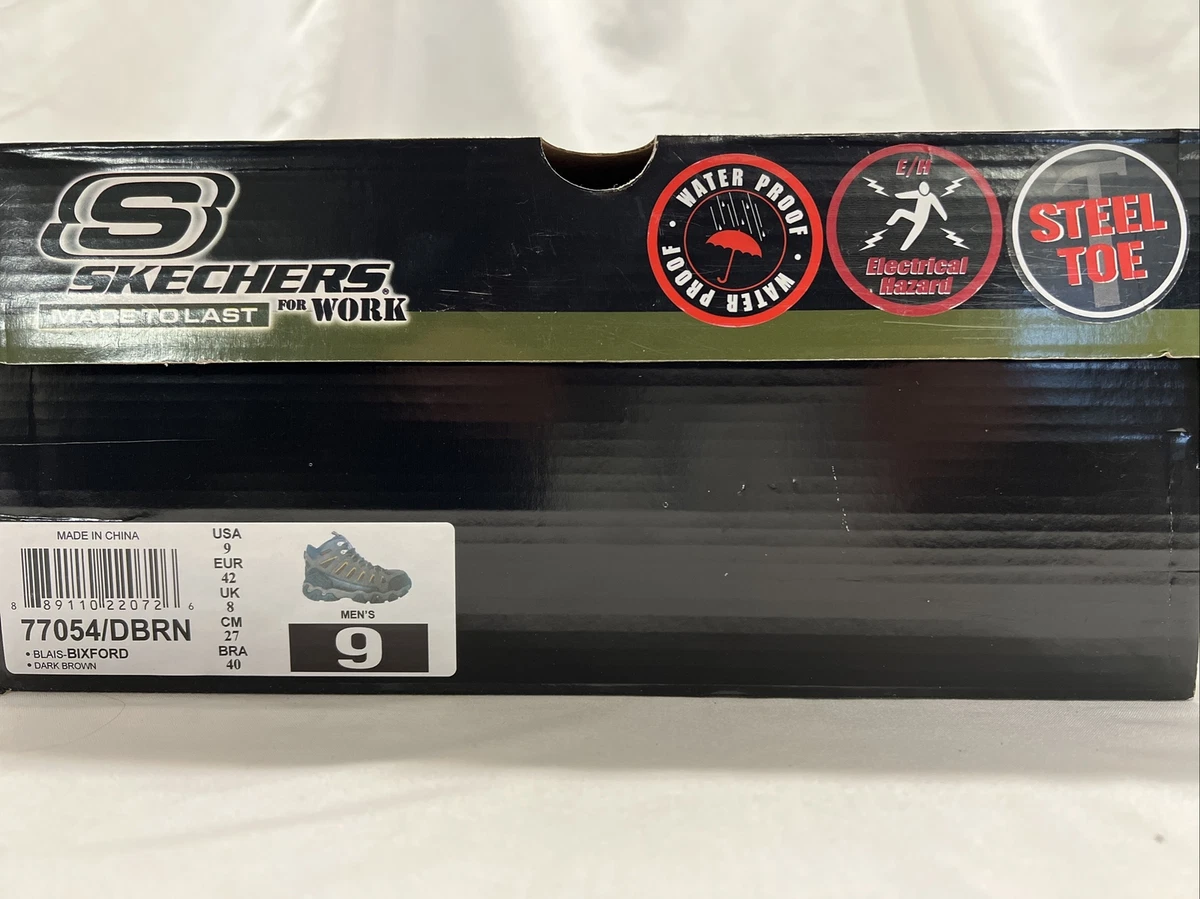 S
SKECHERS®
FOR WORK
MADE TO LAST
WATER PROOF · WATER PROOF ·
E/H
Electrical
Hazard
STEEL
TOE
MADE IN CHINA
8 89110 22072 6
77054/DBRN
• BLAIS-BIXFORD
• DARK BROWN
USA
9
EUR
42
UK
8
CM
27
BRA
40
MEN'S
9